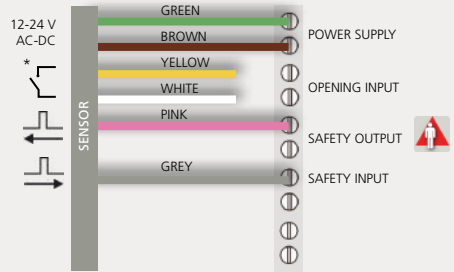 GREEN
12-24 V
AC-DC
BROWN
POWER SUPPLY
*
YELLOW
WHITE
OPENING INPUT
PINK
SENSOR
SAFETY OUTPUT
GREY
SAFETY INPUT